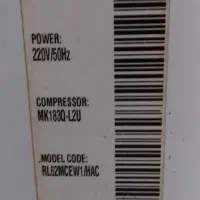 POWER:
220V/50Hz
COMPRESSOR:
MK183Q-L2U
MODEL CODE:
RL62MCEW1/HAC